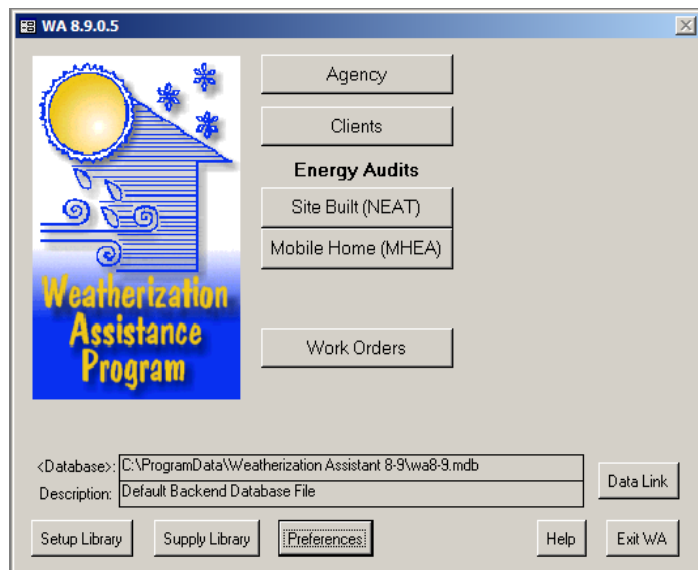 WA 8.9.0.5
Agency
Clients
Energy Audits
Site Built (NEAT)
Mobile Home (MHEA)
Weatherization
Assistance
Program
Work Orders
<Database>: C:\ProgramData\Weatherization Assistant 8-9\wa8-9.mdb
Description: Default Backend Database File
Data Link
Setup Library
Supply Library
Preferences
Help
Exit WA